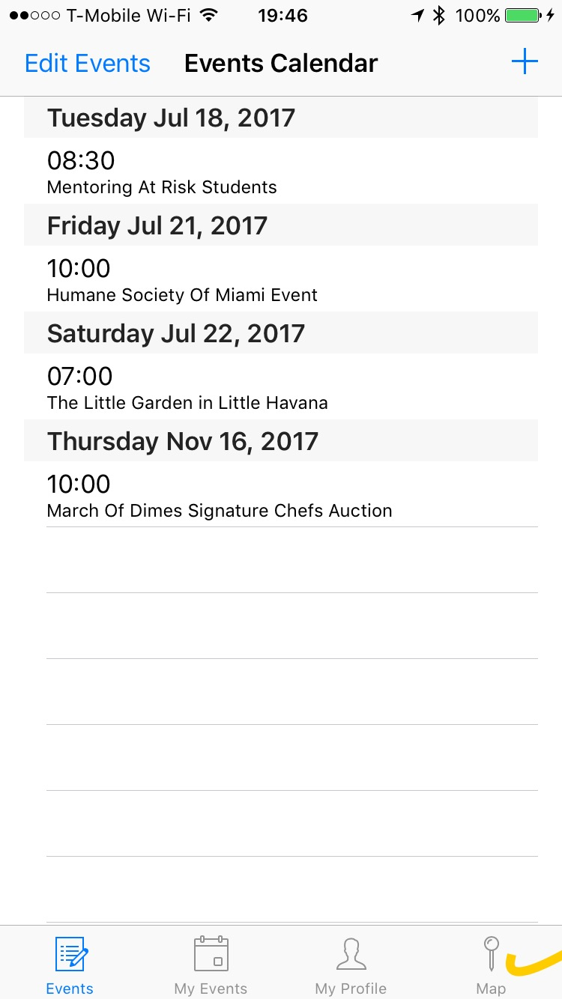 T-Mobile Wi-Fi 19:46 100%
Edit Events Events Calendar +
Tuesday Jul 18, 2017
08:30
Mentoring At Risk Students
Friday Jul 21, 2017
10:00
Humane Society Of Miami Event
Saturday Jul 22, 2017
07:00
The Little Garden in Little Havana
Thursday Nov 16, 2017
10:00
March Of Dimes Signature Chefs Auction
Events My Events My Profile Map